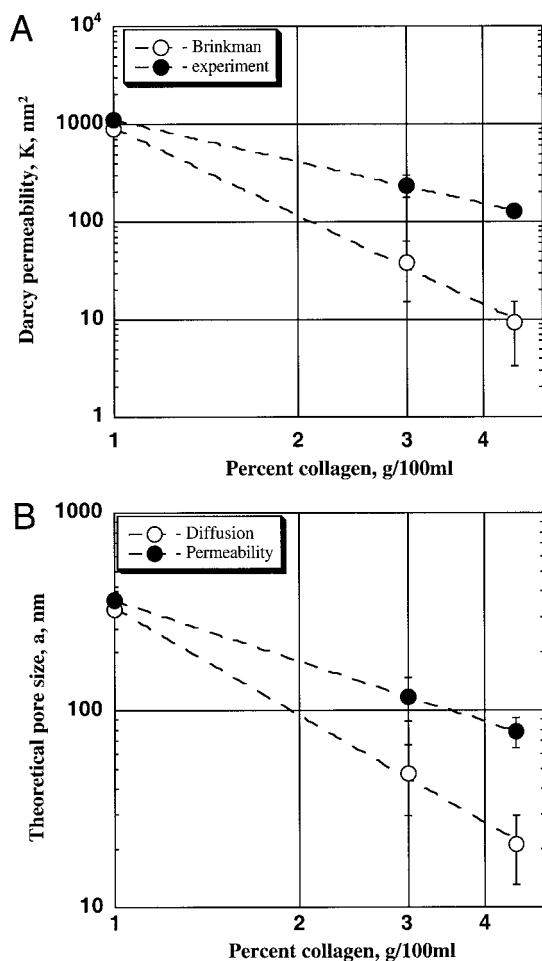 A
10⁴
- Brinkman
- experiment
1000
100
10
1
Darcy permeability, K, nm²
1
2
3
4
Percent collagen, g/100ml
B
1000
- Diffusion
- Permeability
100
10
Theoretical pore size, a, nm
1
2
3
4
Percent collagen, g/100ml